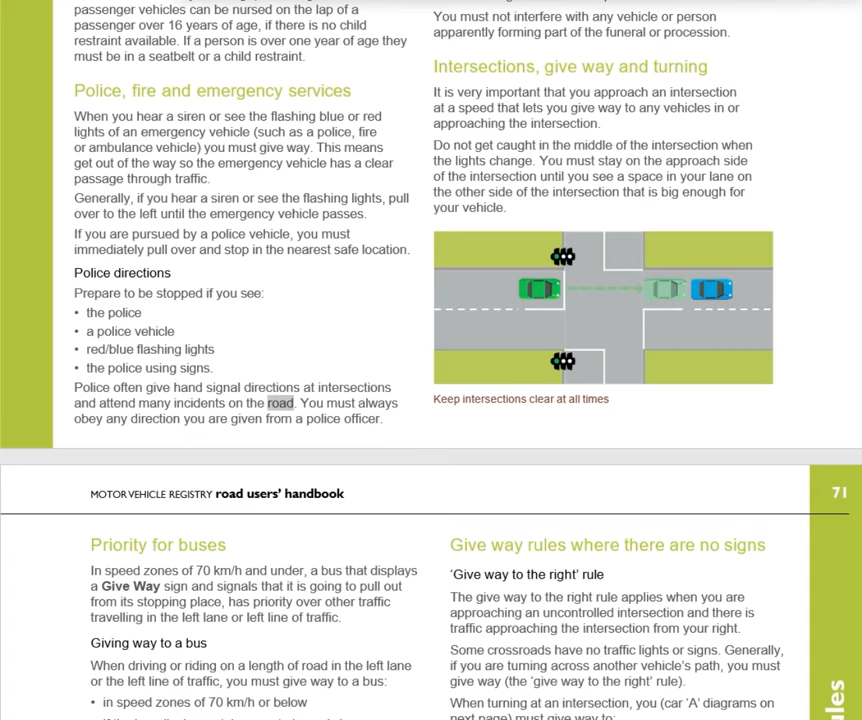 passenger vehicles can be nursed on the lap of a
passenger over 16 years of age, if there is no child
restraint available. If a person is over one year of age they
must be in a seatbelt or a child restraint.
Police, fire and emergency services
When you hear a siren or see the flashing blue or red
lights of an emergency vehicle (such as a police, fire
or ambulance vehicle) you must give way. This means
get out of the way so the emergency vehicle has a clear
passage through traffic.
Generally, if you hear a siren or see the flashing lights, pull
over to the left until the emergency vehicle passes.
If you are pursued by a police vehicle, you must
immediately pull over and stop in the nearest safe location.
Police directions
Prepare to be stopped if you see:
• the police
• a police vehicle
• red/blue flashing lights
• the police using signs.
Police often give hand signal directions at intersections
and attend many incidents on the road. You must always
obey any direction you are given from a police officer.
You must not interfere with any vehicle or person
apparently forming part of the funeral or procession.
Intersections, give way and turning
It is very important that you approach an intersection
at a speed that lets you give way to any vehicles in or
approaching the intersection.
Do not get caught in the middle of the intersection when
the lights change. You must stay on the approach side
of the intersection until you see a space in your lane on
the other side of the intersection that is big enough for
your vehicle.
Keep intersections clear at all times
MOTOR VEHICLE REGISTRY road users' handbook
71
Priority for buses
In speed zones of 70 km/h and under, a bus that displays
a Give Way sign and signals that it is going to pull out
from its stopping place, has priority over other traffic
travelling in the left lane or left line of traffic.
Giving way to a bus
When driving or riding on a length of road in the left lane
or the left line of traffic, you must give way to a bus:
• in speed zones of 70 km/h or below
Give way rules where there are no signs
'Give way to the right' rule
The give way to the right rule applies when you are
approaching an uncontrolled intersection and there is
traffic approaching the intersection from your right.
Some crossroads have no traffic lights or signs. Generally,
if you are turning across another vehicle's path, you must
give way (the 'give way to the right' rule).
When turning at an intersection, you (car 'A' diagrams on
next page) must give way to: